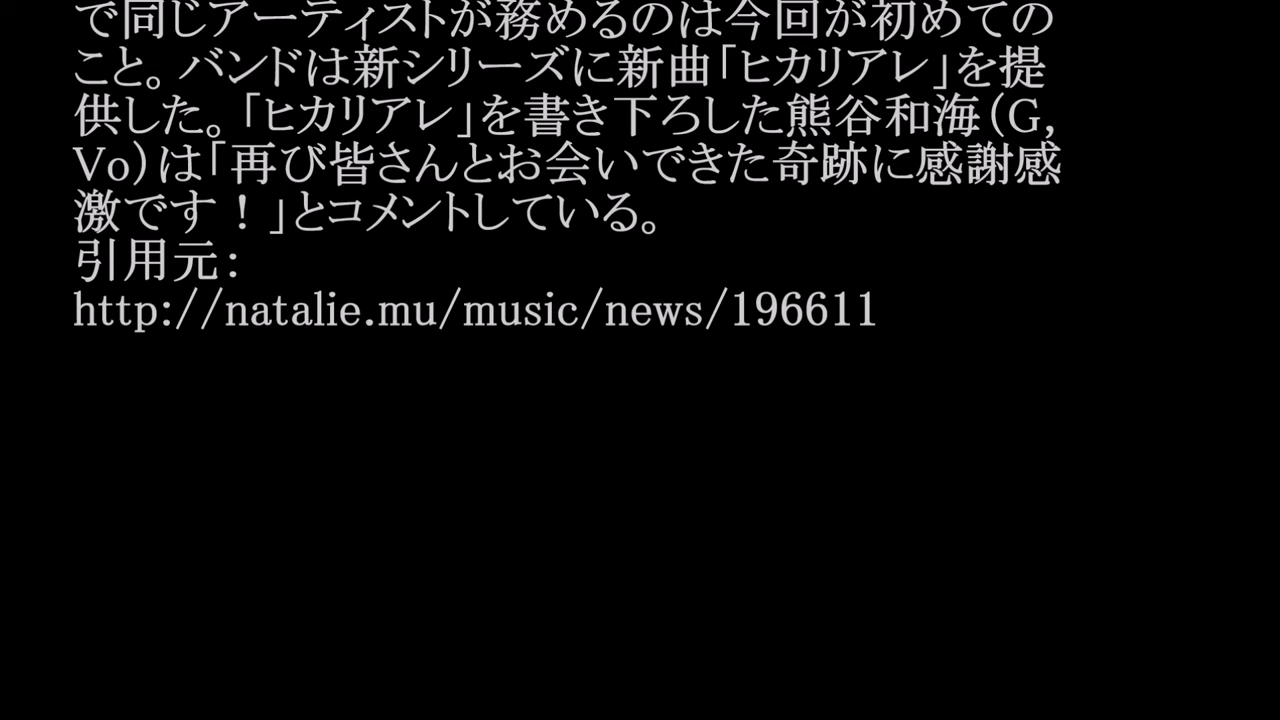 で同じアーティストが務めるのは今回が初めての
こと。バンドは新シリーズに新曲「ヒカリアレ」を提
供した。「ヒカリアレ」を書き下ろした熊谷和海(G,
Vo)は「再び皆さんとお会いできた奇跡に感謝感
激です！」とコメントしている。
引用元:
http://natalie.mu/music/news/196611